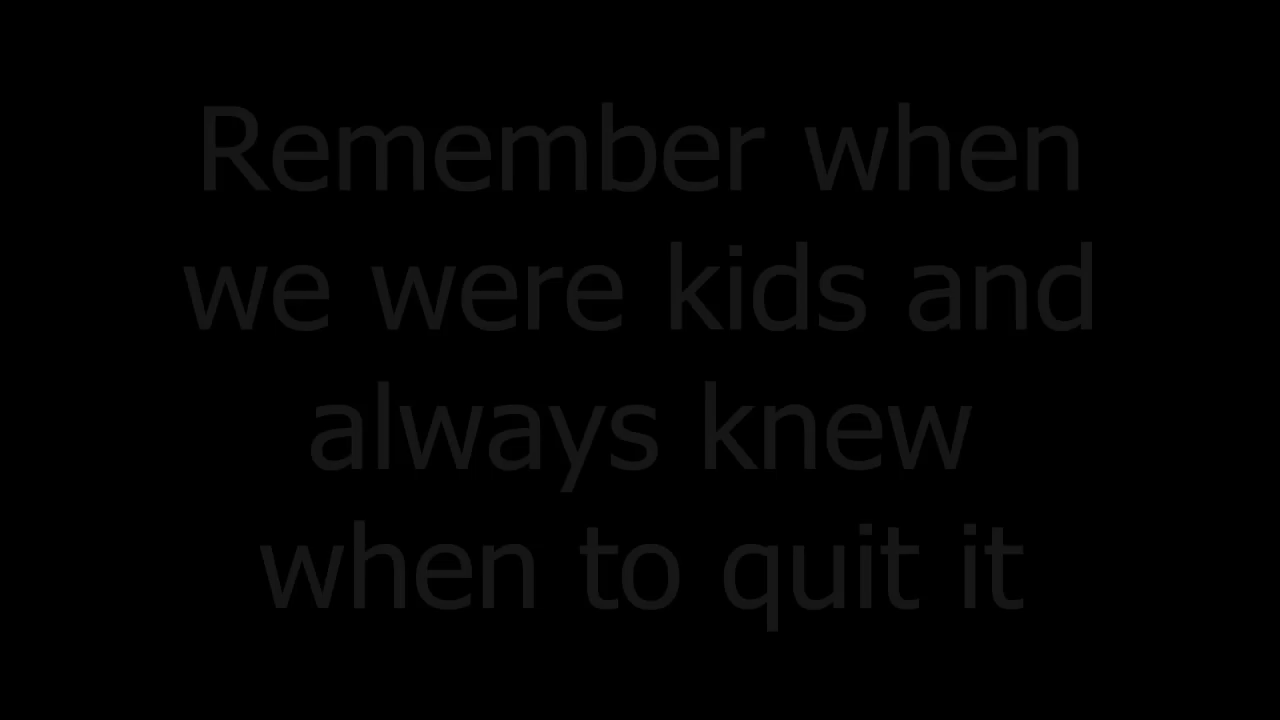 Remember when
we were kids and
always knew
when to quit it